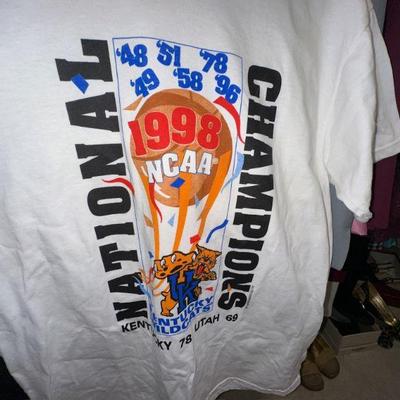 '48 '51 '78
'49 '58 '96
NATIONAL
CHAMPIONS
1998
NCAA
UK
KENTUCKY
WILDCATS
KENTUCKY 78 UTAH 69